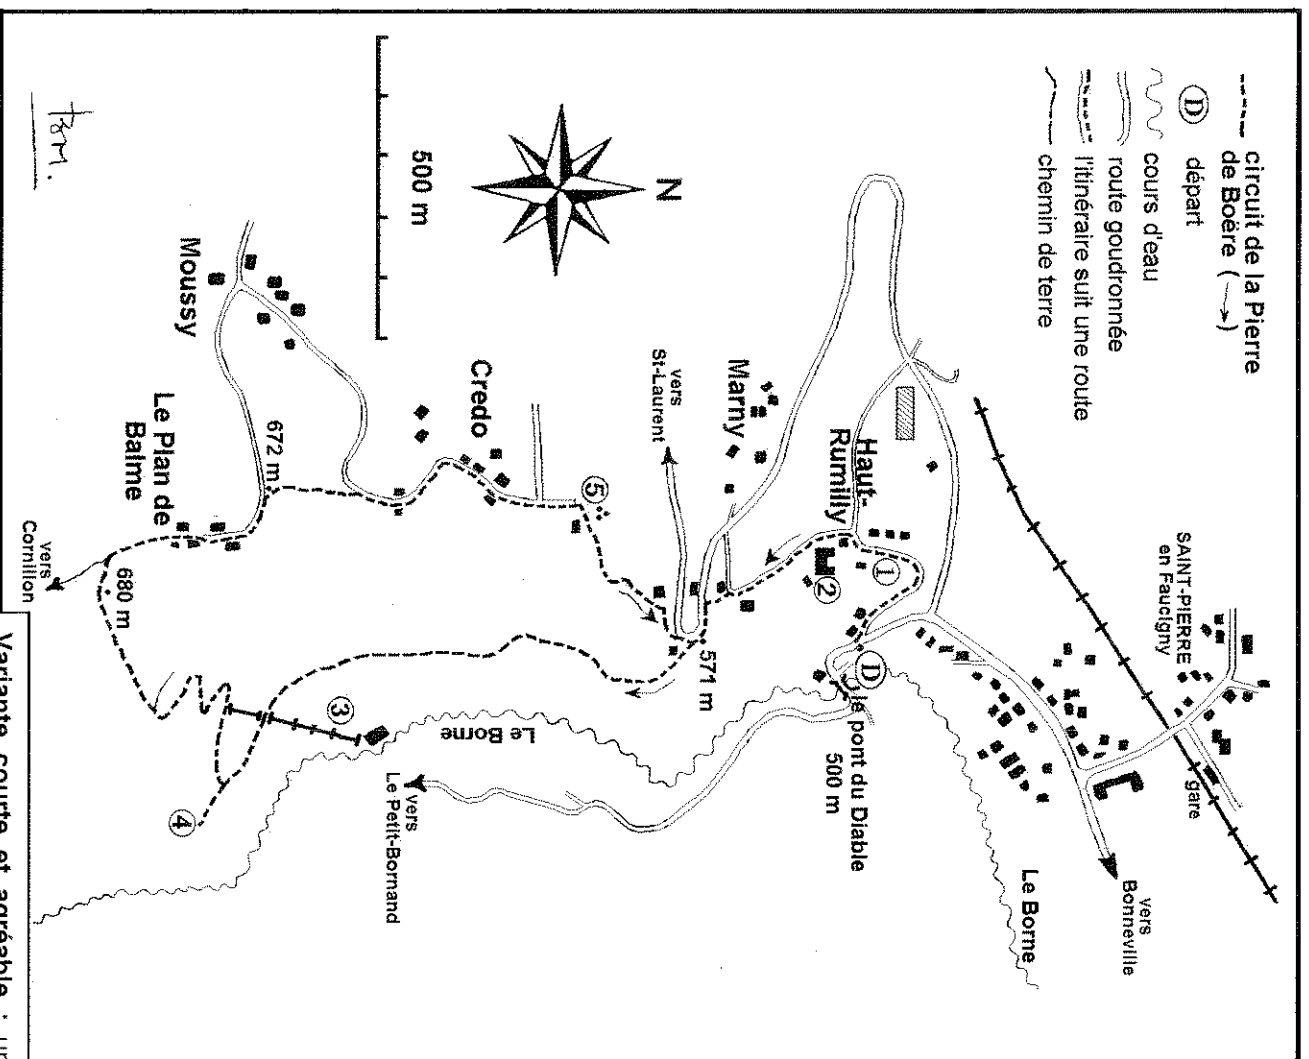 circuit de la Pierre
de Boëre ( → )
D départ
cours d'eau
route goudronnée
l'itinéraire suit une route
chemin de terre
N
500 m
SAINT-PIERRE
en Faucigny
gare
vers
Bonneville
Le Borne
Haut-
Rumilly
1
2
D
le pont du Diable
500 m
Marny
vers
St-Laurent
571 m
vers
Le Petit-Bornand
Le Borne
5
Credo
3
4
Moussy
672 m
Le Plan de
Balme
680 m
vers
Cornillon
Variante courte et agréable : un